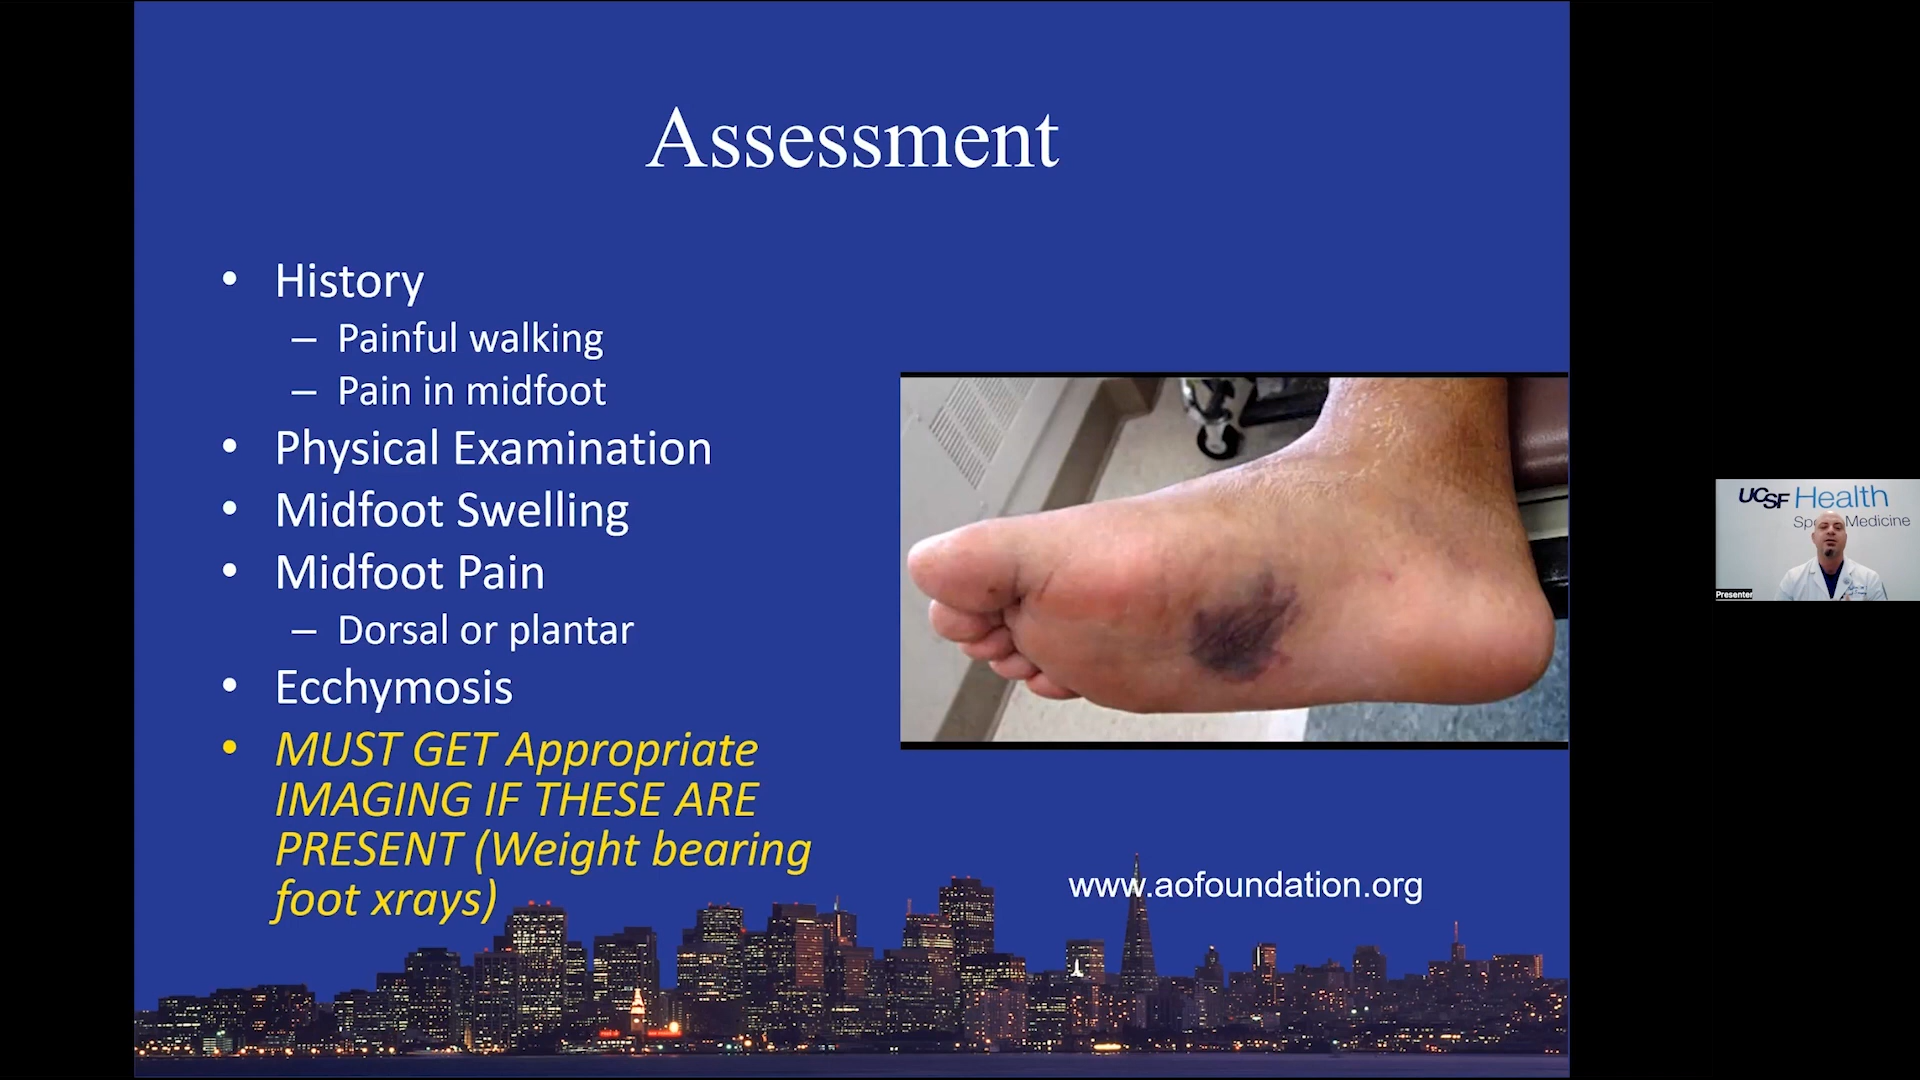 Assessment
• History
– Painful walking
– Pain in midfoot
• Physical Examination
• Midfoot Swelling
• Midfoot Pain
– Dorsal or plantar
• Ecchymosis
• MUST GET Appropriate
IMAGING IF THESE ARE
PRESENT (Weight bearing
foot xrays)
www.aofoundation.org
UCSF Health
Medicine
Presenter